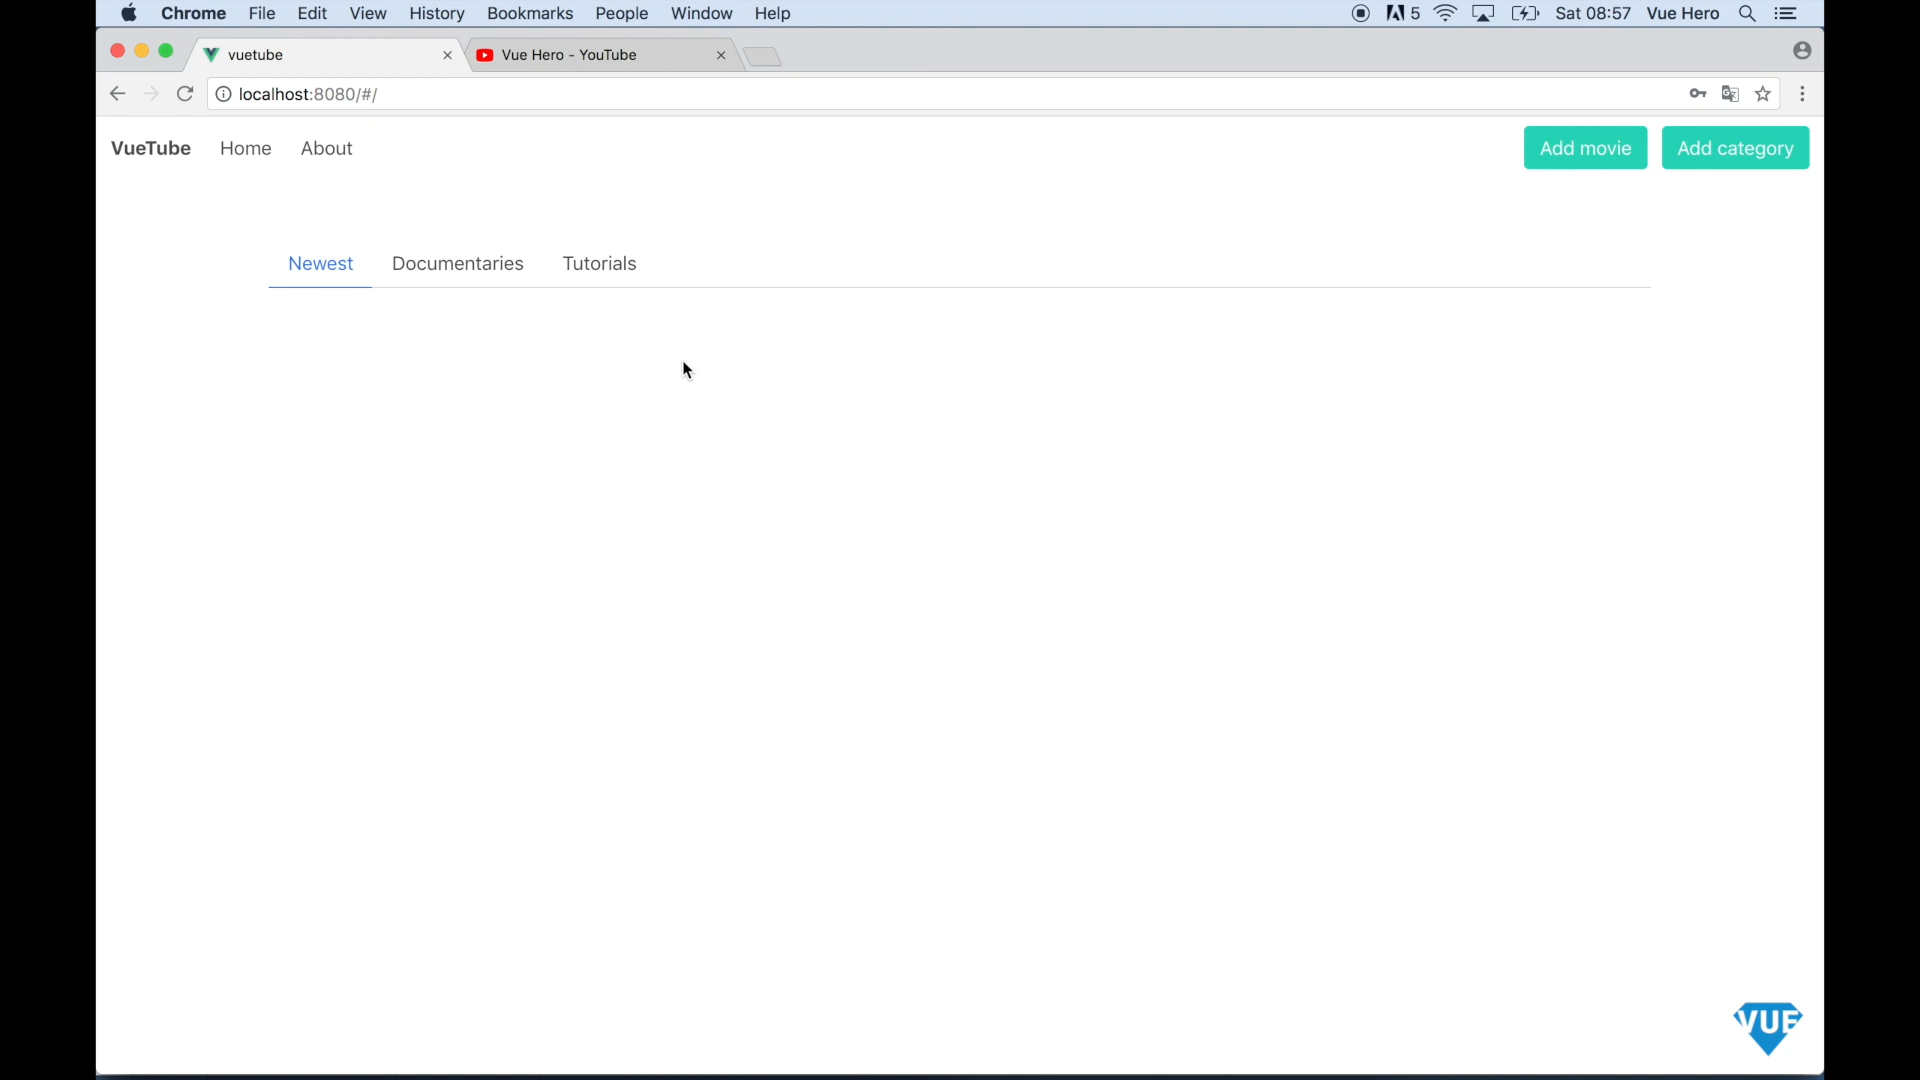 Chrome File Edit View History Bookmarks People Window Help 5 Sat 08:57 Vue Hero
vuetube Vue Hero - YouTube
localhost:8080/#/
VueTube Home About Add movie Add category
Newest Documentaries Tutorials
VUE